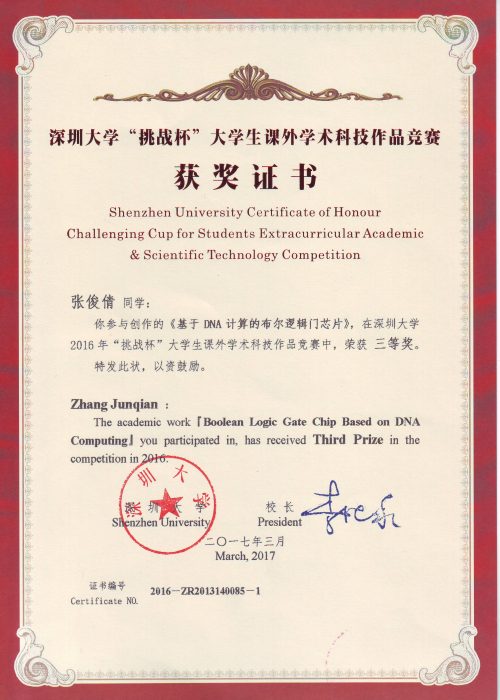 深圳大学“挑战杯”大学生课外学术科技作品竞赛
获奖证书
Shenzhen University Certificate of Honour
Challenging Cup for Students Extracurricular Academic
& Scientific Technology Competition
张俊倩 同学：
你参与创作的《基于 DNA 计算的布尔逻辑门芯片》，在深圳大学
2016 年“挑战杯”大学生课外学术科技作品竞赛中，荣获 三等奖。
特发此状，以资鼓励。
Zhang Junqian ：
The academic work『Boolean Logic Gate Chip Based on DNA
Computing』you participated in, has received Third Prize in the
competition in 2016.
深圳大学
深圳大学 校长
Shenzhen University President
二〇一七年三月
March, 2017
证书编号
Certificate NO. 2016-ZR2013140085-1